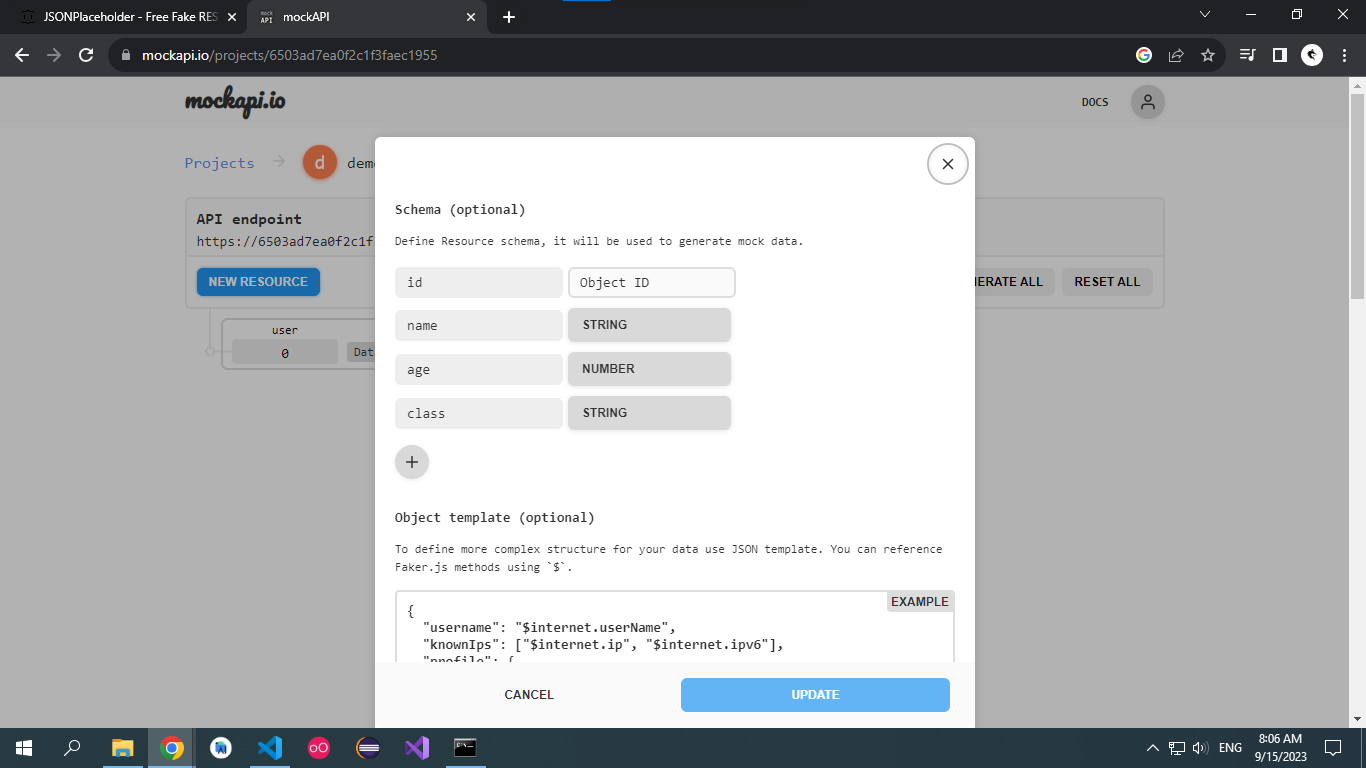 JSONPlaceholder - Free Fake RES
mock API
mockAPI
mockapi.io/projects/6503ad7ea0f2c1f3faec1955
mockapi.io
DOCS
Projects
d
API endpoint
https://6503ad7ea0f2c1f
NEW RESOURCE
ERATE ALL
RESET ALL
user
0
Dat
Schema (optional)
Define Resource schema, it will be used to generate mock data.
id
Object ID
name
STRING
age
NUMBER
class
STRING
Object template (optional)
To define more complex structure for your data use JSON template. You can reference
Faker.js methods using `$`.
EXAMPLE
{
"username": "$internet.userName",
"knownIps": ["$internet.ip", "$internet.ipv6"],
"profile": {
CANCEL
UPDATE
ENG
8:06 AM
9/15/2023